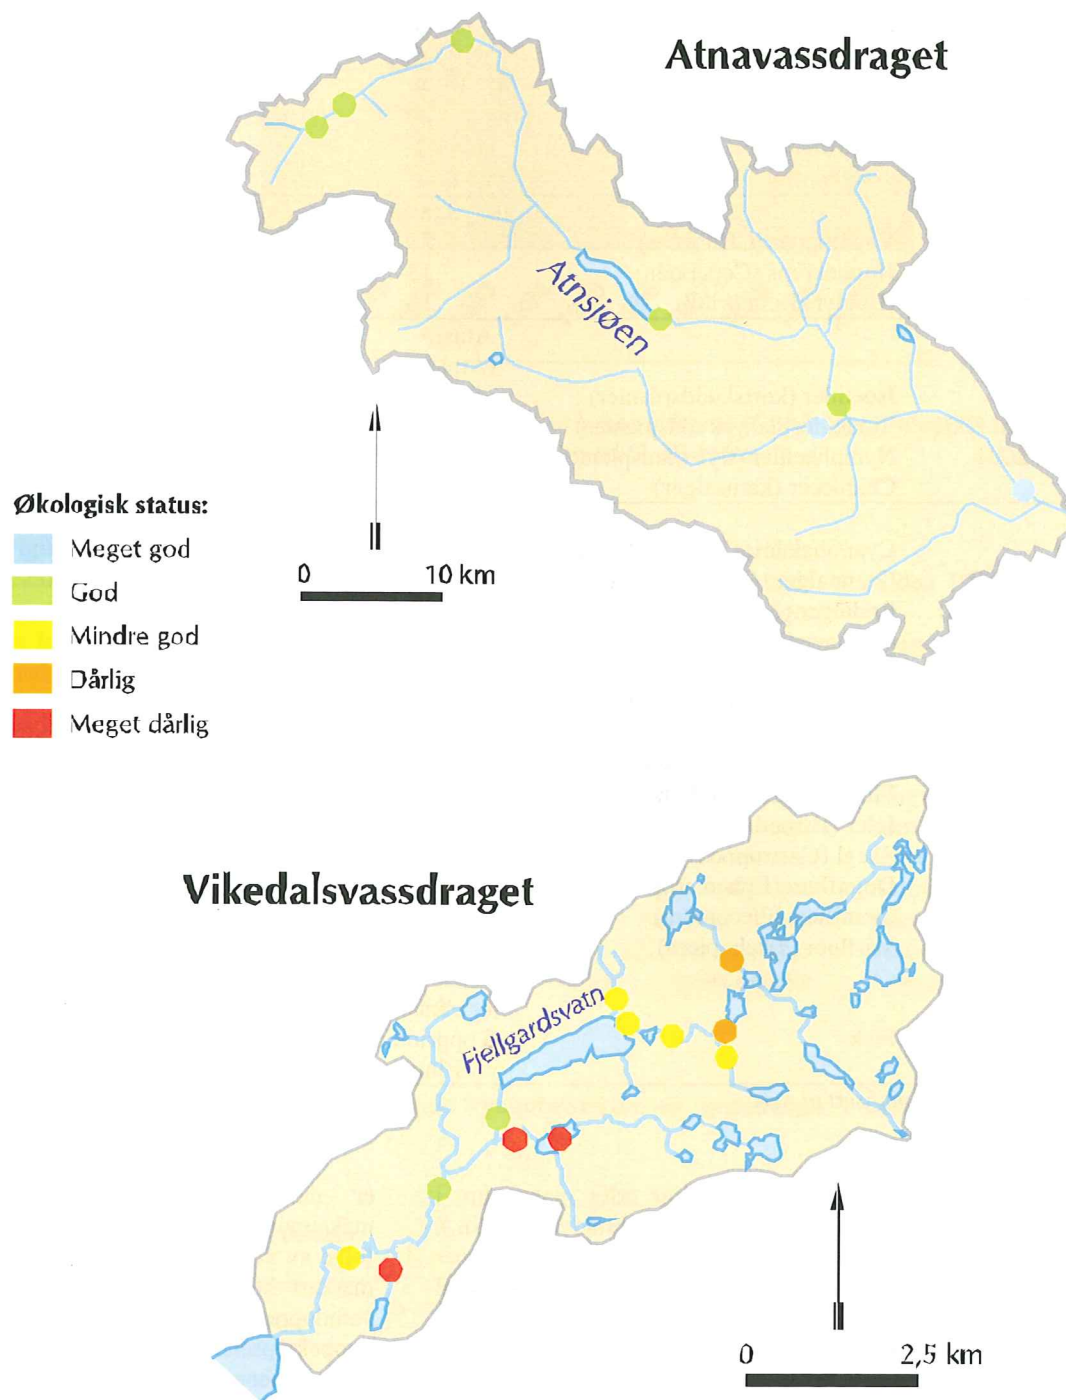 Atnavassdraget
Atnsjøen
Økologisk status:
Meget god
God
Mindre god
Dårlig
Meget dårlig
0 10 km
Vikedalsvassdraget
Fjellgardsvatn
0 2,5 km